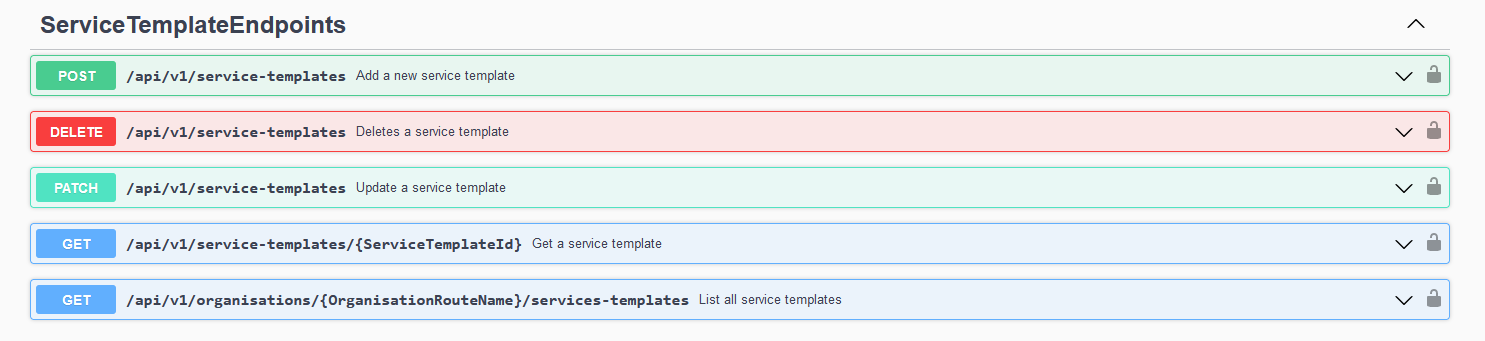 ServiceTemplateEndpoints
POST /api/v1/service-templates Add a new service template
DELETE /api/v1/service-templates Deletes a service template
PATCH /api/v1/service-templates Update a service template
GET /api/v1/service-templates/{ServiceTemplateId} Get a service template
GET /api/v1/organisations/{OrganisationRouteName}/services-templates List all service templates